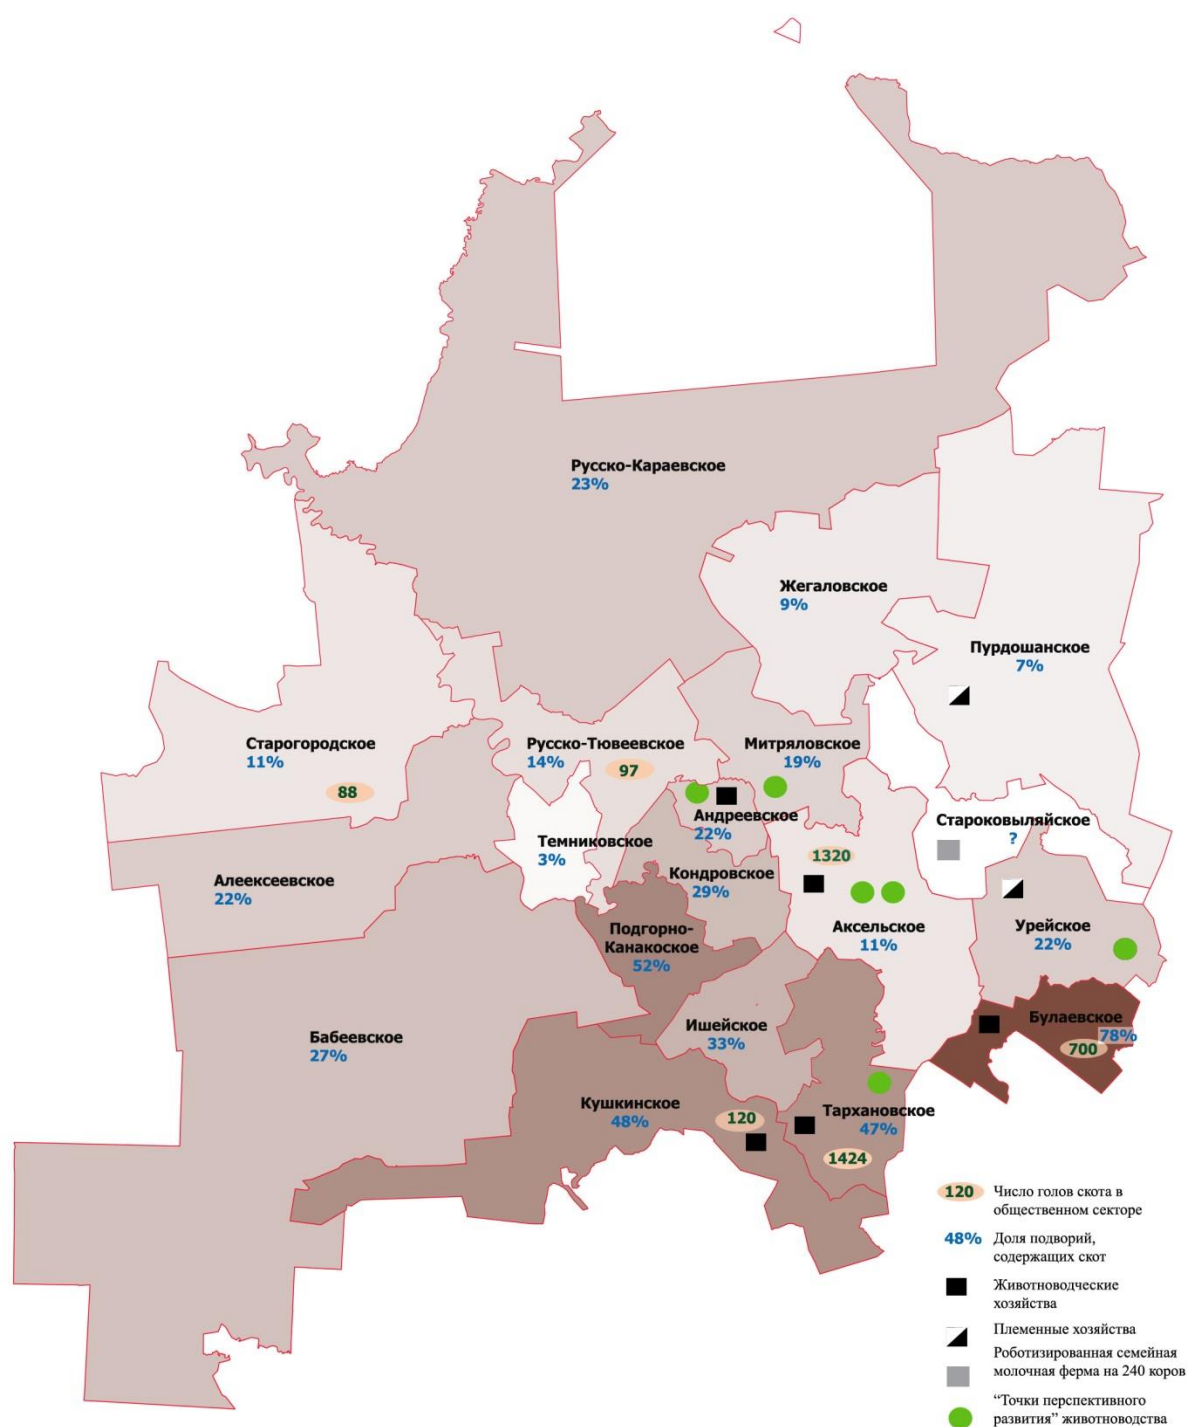 Русско-Караевское
23%
Жегаловское
9%
Пурдошанское
7%
Старогородское
11%
88
Русско-Тювеевское
14%
97
Митряловское
19%
Андреевское
22%
Староковыляйское
?
Темниковское
3%
1320
Алеексеевское
22%
Кондровское
29%
Аксельское
11%
Урейское
22%
Подгорно-
Канакоское
52%
Бабеевское
27%
Ишейское
33%
Булаевское
78%
700
Кушкинское
48%
120
Тархановское
47%
1424
120 Число голов скота в
общественном секторе
48% Доля подворий,
содержащих скот
Животноводческие
хозяйства
Племенные хозяйства
Роботизированная семейная
молочная ферма на 240 коров
“Точки перспективного
развития” животноводства